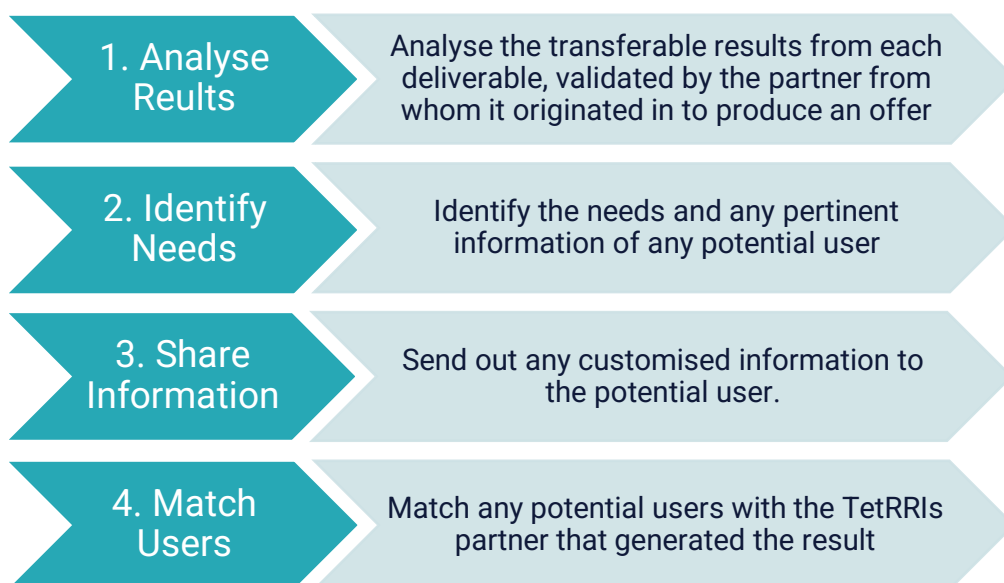 1. Analyse
Reults
Analyse the transferable results from each
deliverable, validated by the partner from
whom it originated in to produce an offer
2. Identify
Needs
Identify the needs and any pertinent
information of any potential user
3. Share
Information
Send out any customised information to
the potential user.
4. Match
Users
Match any potential users with the TetRRIs
partner that generated the result